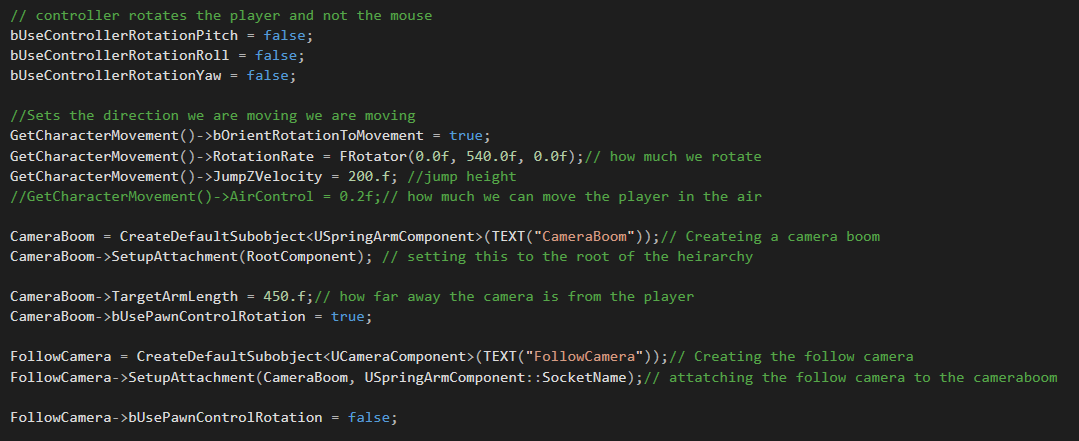 // controller rotates the player and not the mouse
bUseControllerRotationPitch = false;
bUseControllerRotationRoll = false;
bUseControllerRotationYaw = false;
//Sets the direction we are moving we are moving
GetCharacterMovement()->bOrientRotationToMovement = true;
GetCharacterMovement()->RotationRate = FRotator(0.0f, 540.0f, 0.0f);// how much we rotate
GetCharacterMovement()->JumpZVelocity = 200.f; //jump height
//GetCharacterMovement()->AirControl = 0.2f;// how much we can move the player in the air
CameraBoom = CreateDefaultSubobject<USpringArmComponent>(TEXT("CameraBoom"));// Createing a camera boom
CameraBoom->SetupAttachment(RootComponent); // setting this to the root of the heirarchy
CameraBoom->TargetArmLength = 450.f;// how far away the camera is from the player
CameraBoom->bUsePawnControlRotation = true;
FollowCamera = CreateDefaultSubobject<UCameraComponent>(TEXT("FollowCamera"));// Creating the follow camera
FollowCamera->SetupAttachment(CameraBoom, USpringArmComponent::SocketName);// attatching the follow camera to the cameraboom
FollowCamera->bUsePawnControlRotation = false;